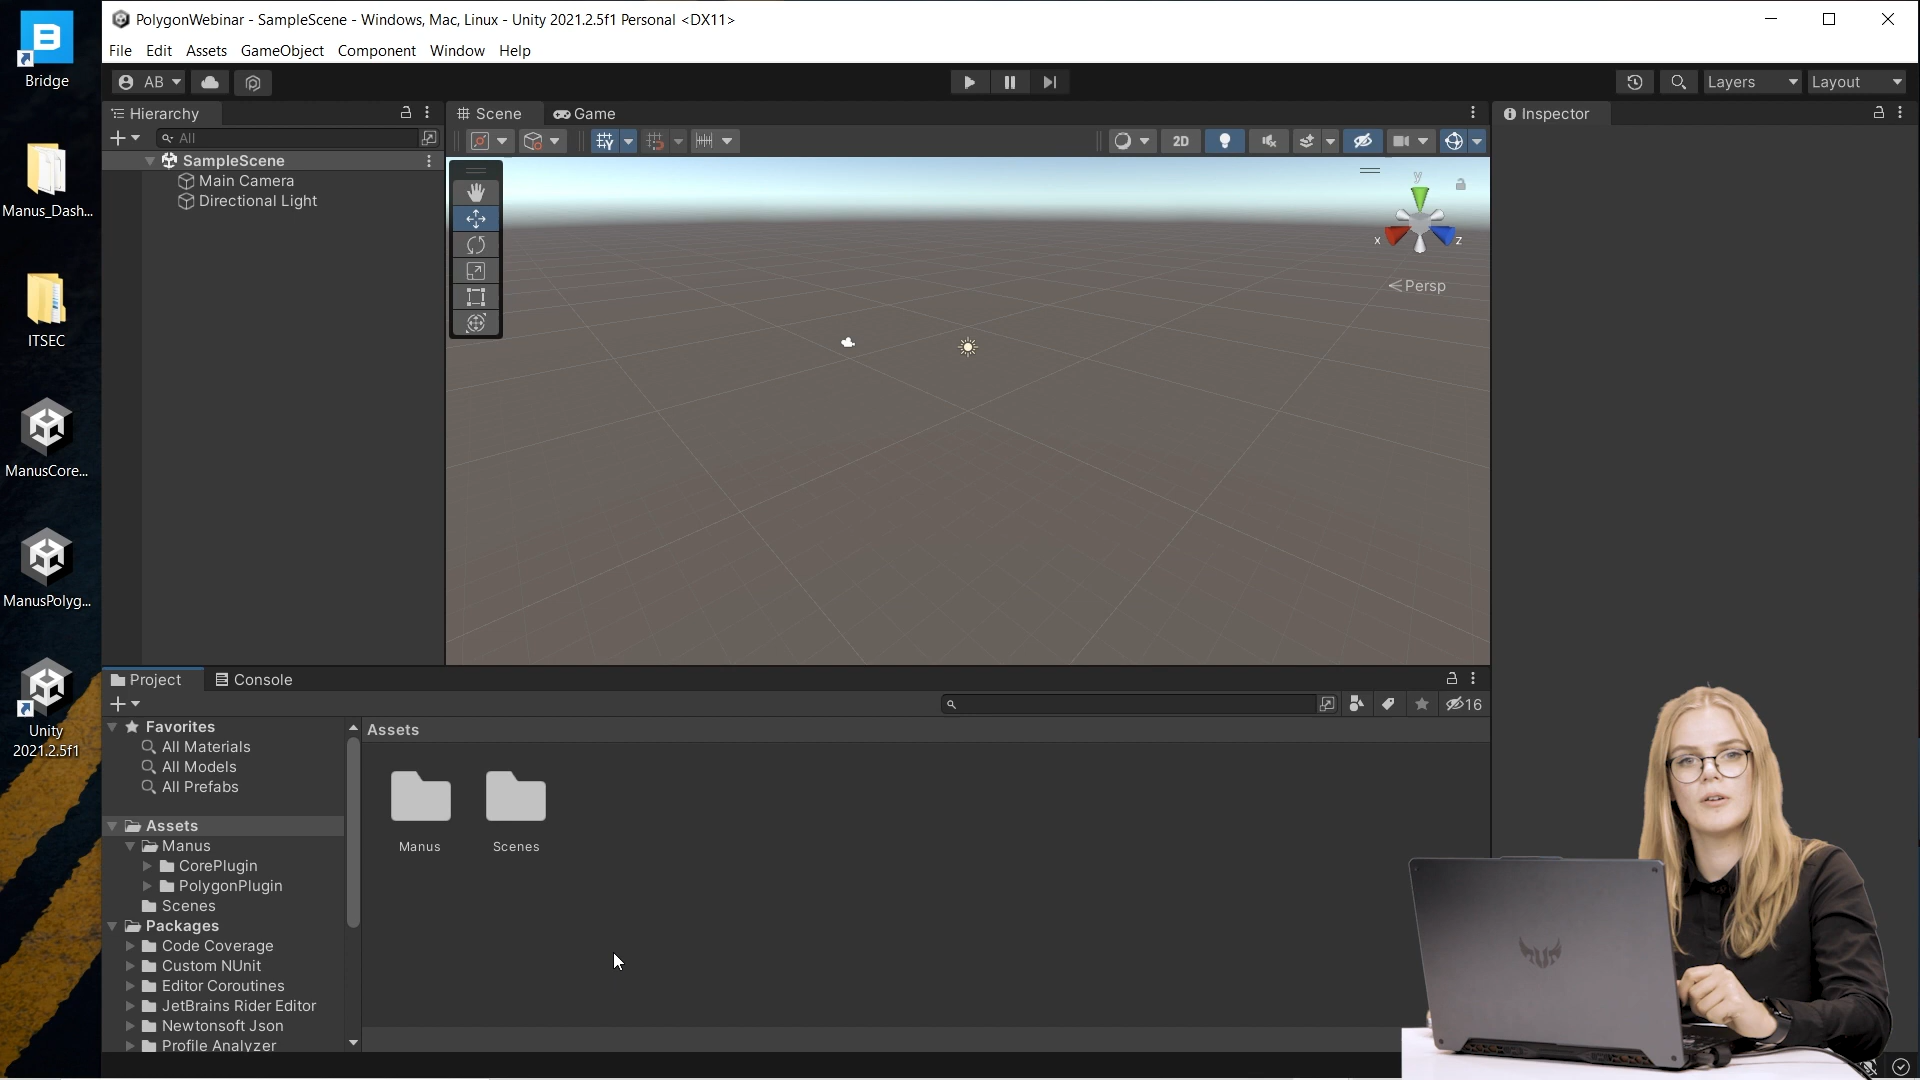 Bridge
Manus_Dash...
ITSEC
ManusCore...
ManusPolyg...
Unity
2021.2.5f1
PolygonWebinar - SampleScene - Windows, Mac, Linux - Unity 2021.2.5f1 Personal <DX11>
File Edit Assets GameObject Component Window Help
AB
Layers
Layout
Hierarchy
All
SampleScene
Main Camera
Directional Light
Scene
Game
2D
y
x
z
Persp
Inspector
Project
Console
16
Favorites
All Materials
All Models
All Prefabs
Assets
Manus
CorePlugin
PolygonPlugin
Scenes
Packages
Code Coverage
Custom NUnit
Editor Coroutines
JetBrains Rider Editor
Newtonsoft Json
Profile Analyzer
Assets
Manus
Scenes